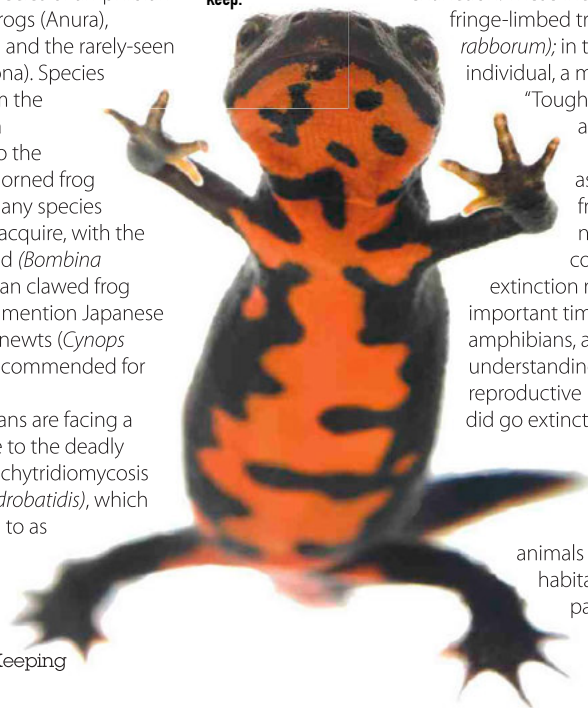 Keep.
rogs (Anura),
and the rarely-seen
ona). Species
m the
o the
orned frog
any species
acquire, with the
d (Bombina
an clawed frog
mention Japanese
newts (Cynops
commended for
ans are facing a
e to the deadly
chytridiomycosis
drobatidis), which
to as
Keeping
fringe-limbed tr
rabborum); in t
individual, a m
“Tough
a
as
fr
n
co
extinction r
important tim
amphibians, a
understanding
reproductive
did go extinct
animals
habita
pa